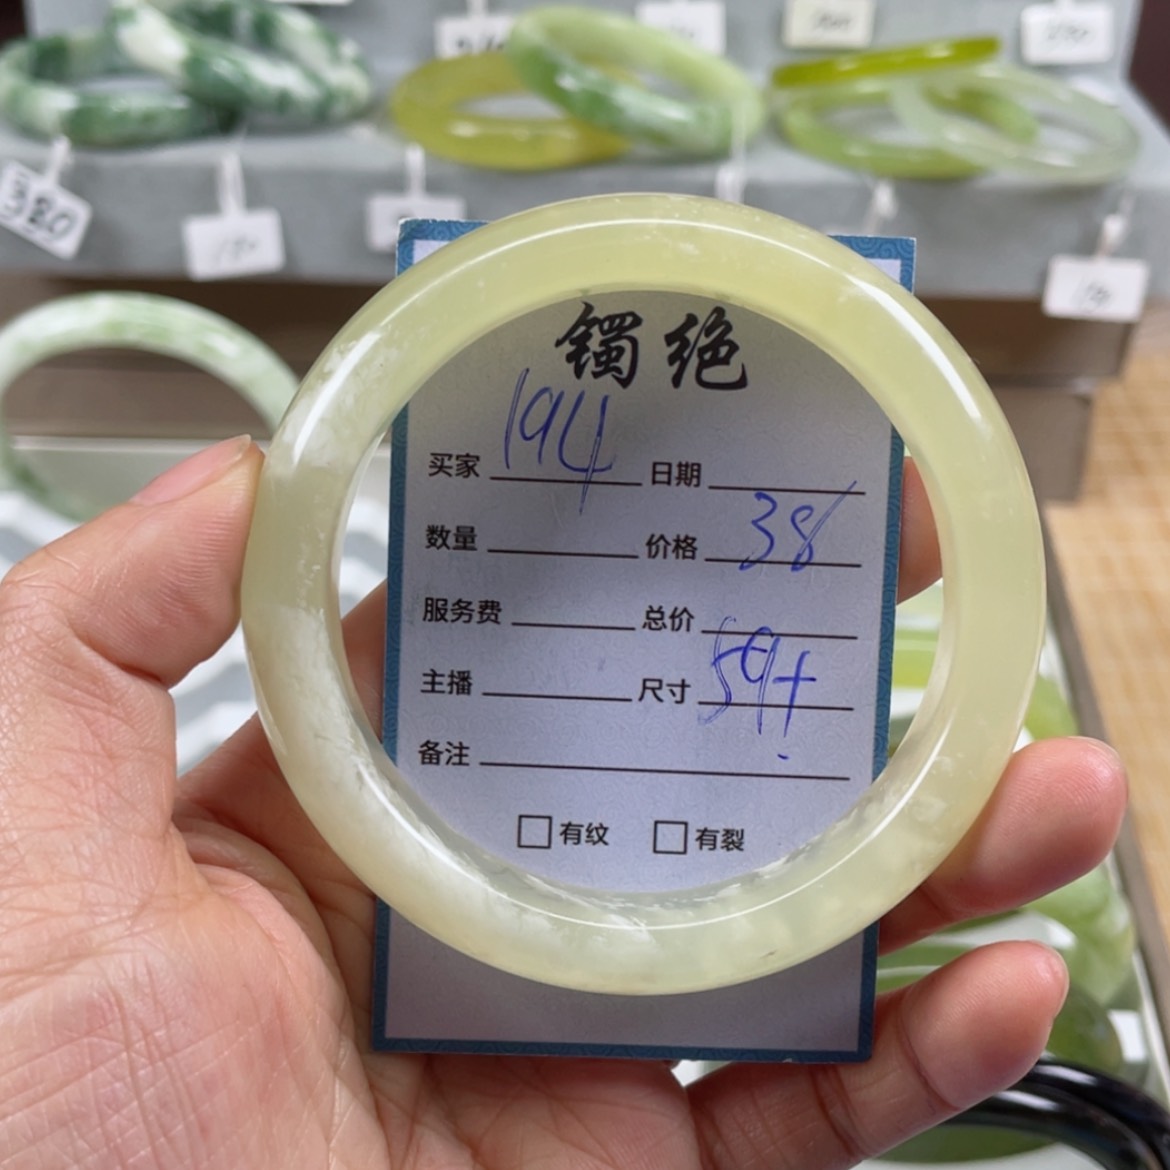 380
镯绝
194
买家 日期
38
数量 价格
服务费 总价
59+
主播 尺寸
备注
有纹 有裂